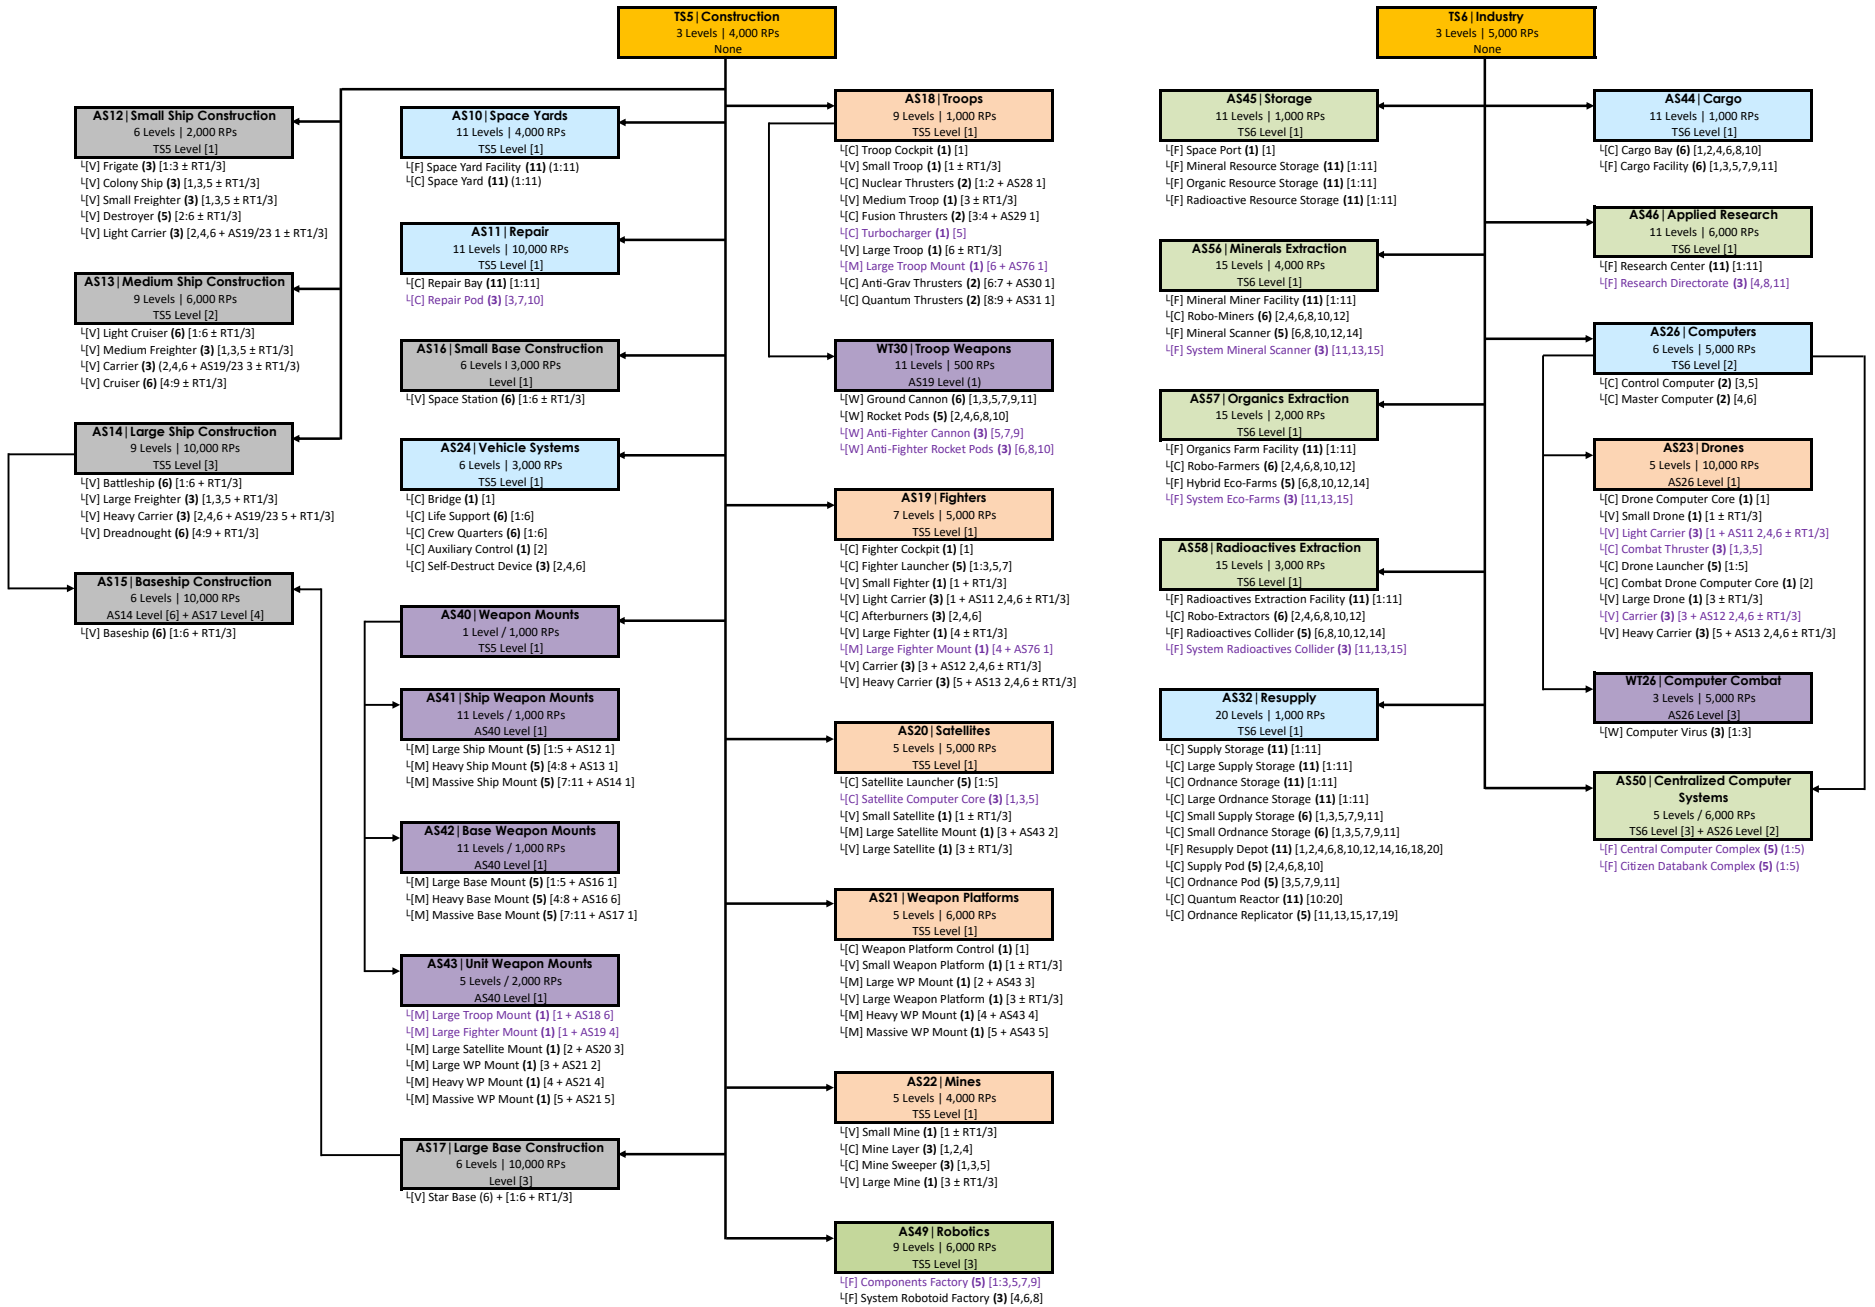 TS5|Construction
3 Levels | 4,000 RPs
None
AS12|Small Ship Construction
6 Levels | 2,000 RPs
TS5 Level [1]
└[V] Frigate (3) [1:3 ± RT1/3]
└[V] Colony Ship (3) [1,3,5 ± RT1/3]
└[V] Small Freighter (3) [1,3,5 ± RT1/3]
└[V] Destroyer (5) [2:6 ± RT1/3]
└[V] Light Carrier (3) [2,4,6 + AS19/23 1 ± RT1/3]
AS13|Medium Ship Construction
9 Levels | 6,000 RPs
TS5 Level [2]
└[V] Light Cruiser (6) [1:6 ± RT1/3]
└[V] Medium Freighter (3) [1,3,5 ± RT1/3]
└[V] Carrier (3) (2,4,6 + AS19/23 3 ± RT1/3)
└[V] Cruiser (6) [4:9 ± RT1/3]
AS14|Large Ship Construction
9 Levels | 10,000 RPs
TS5 Level [3]
└[V] Battleship (6) [1:6 + RT1/3]
└[V] Large Freighter (3) [1,3,5 + RT1/3]
└[V] Heavy Carrier (3) [2,4,6 + AS19/23 5 + RT1/3]
└[V] Dreadnought (6) [4:9 + RT1/3]
AS15|Baseship Construction
6 Levels | 10,000 RPs
AS14 Level [6] + AS17 Level [4]
└[V] Baseship (6) [1:6 + RT1/3]
AS10|Space Yards
11 Levels | 4,000 RPs
TS5 Level [1]
└[F] Space Yard Facility (11) (1:11)
└[C] Space Yard (11) (1:11)
AS11|Repair
11 Levels | 10,000 RPs
TS5 Level [1]
└[C] Repair Bay (11) [1:11]
└[C] Repair Pod (3) [3,7,10]
AS16|Small Base Construction
6 Levels I 3,000 RPs
Level [1]
└[V] Space Station (6) [1:6 ± RT1/3]
AS24|Vehicle Systems
6 Levels | 3,000 RPs
TS5 Level [1]
└[C] Bridge (1) [1]
└[C] Life Support (6) [1:6]
└[C] Crew Quarters (6) [1:6]
└[C] Auxiliary Control (1) [2]
└[C] Self-Destruct Device (3) [2,4,6]
AS40|Weapon Mounts
1 Level / 1,000 RPs
TS5 Level [1]
AS41|Ship Weapon Mounts
11 Levels / 1,000 RPs
AS40 Level [1]
└[M] Large Ship Mount (5) [1:5 + AS12 1]
└[M] Heavy Ship Mount (5) [4:8 + AS13 1]
└[M] Massive Ship Mount (5) [7:11 + AS14 1]
AS42|Base Weapon Mounts
11 Levels / 1,000 RPs
AS40 Level [1]
└[M] Large Base Mount (5) [1:5 + AS16 1]
└[M] Heavy Base Mount (5) [4:8 + AS16 6]
└[M] Massive Base Mount (5) [7:11 + AS17 1]
AS43|Unit Weapon Mounts
5 Levels / 2,000 RPs
AS40 Level [1]
└[M] Large Troop Mount (1) [1 + AS18 6]
└[M] Large Fighter Mount (1) [1 + AS19 4]
└[M] Large Satellite Mount (1) [2 + AS20 3]
└[M] Large WP Mount (1) [3 + AS21 2]
└[M] Heavy WP Mount (1) [4 + AS21 4]
└[M] Massive WP Mount (1) [5 + AS21 5]
AS17|Large Base Construction
6 Levels | 10,000 RPs
Level [3]
└[V] Star Base (6) + [1:6 + RT1/3]
AS18|Troops
9 Levels | 1,000 RPs
TS5 Level [1]
└[C] Troop Cockpit (1) [1]
└[V] Small Troop (1) [1 ± RT1/3]
└[C] Nuclear Thrusters (2) [1:2 + AS28 1]
└[V] Medium Troop (1) [3 ± RT1/3]
└[C] Fusion Thrusters (2) [3:4 + AS29 1]
└[C] Turbocharger (1) [5]
└[V] Large Troop (1) [6 ± RT1/3]
└[M] Large Troop Mount (1) [6 + AS76 1]
└[C] Anti-Grav Thrusters (2) [6:7 + AS30 1]
└[C] Quantum Thrusters (2) [8:9 + AS31 1]
WT30|Troop Weapons
11 Levels | 500 RPs
AS19 Level (1)
└[W] Ground Cannon (6) [1,3,5,7,9,11]
└[W] Rocket Pods (5) [2,4,6,8,10]
└[W] Anti-Fighter Cannon (3) [5,7,9]
└[W] Anti-Fighter Rocket Pods (3) [6,8,10]
AS19|Fighters
7 Levels | 5,000 RPs
TS5 Level [1]
└[C] Fighter Cockpit (1) [1]
└[C] Fighter Launcher (5) [1:3,5,7]
└[V] Small Fighter (1) [1 + RT1/3]
└[V] Light Carrier (3) [1 + AS11 2,4,6 ± RT1/3]
└[C] Afterburners (3) [2,4,6]
└[V] Large Fighter (1) [4 ± RT1/3]
└[M] Large Fighter Mount (1) [4 + AS76 1]
└[V] Carrier (3) [3 + AS12 2,4,6 ± RT1/3]
└[V] Heavy Carrier (3) [5 + AS13 2,4,6 ± RT1/3]
AS20|Satellites
5 Levels | 5,000 RPs
TS5 Level [1]
└[C] Satellite Launcher (5) [1:5]
└[C] Satellite Computer Core (3) [1,3,5]
└[V] Small Satellite (1) [1 ± RT1/3]
└[M] Large Satellite Mount (1) [3 + AS43 2]
└[V] Large Satellite (1) [3 ± RT1/3]
AS21|Weapon Platforms
5 Levels | 6,000 RPs
TS5 Level [1]
└[C] Weapon Platform Control (1) [1]
└[V] Small Weapon Platform (1) [1 ± RT1/3]
└[M] Large WP Mount (1) [2 + AS43 3]
└[V] Large Weapon Platform (1) [3 ± RT1/3]
└[M] Heavy WP Mount (1) [4 + AS43 4]
└[M] Massive WP Mount (1) [5 + AS43 5]
AS22|Mines
5 Levels | 4,000 RPs
TS5 Level [1]
└[V] Small Mine (1) [1 ± RT1/3]
└[C] Mine Layer (3) [1,2,4]
└[C] Mine Sweeper (3) [1,3,5]
└[V] Large Mine (1) [3 ± RT1/3]
AS49|Robotics
9 Levels | 6,000 RPs
TS5 Level [3]
└[F] Components Factory (5) [1:3,5,7,9]
└[F] System Robotoid Factory (3) [4,6,8]
TS6|Industry
3 Levels | 5,000 RPs
None
AS45|Storage
11 Levels | 1,000 RPs
TS6 Level [1]
└[F] Space Port (1) [1]
└[F] Mineral Resource Storage (11) [1:11]
└[F] Organic Resource Storage (11) [1:11]
└[F] Radioactive Resource Storage (11) [1:11]
AS56|Minerals Extraction
15 Levels | 4,000 RPs
TS6 Level [1]
└[F] Mineral Miner Facility (11) [1:11]
└[C] Robo-Miners (6) [2,4,6,8,10,12]
└[F] Mineral Scanner (5) [6,8,10,12,14]
└[F] System Mineral Scanner (3) [11,13,15]
AS57|Organics Extraction
15 Levels | 2,000 RPs
TS6 Level [1]
└[F] Organics Farm Facility (11) [1:11]
└[C] Robo-Farmers (6) [2,4,6,8,10,12]
└[F] Hybrid Eco-Farms (5) [6,8,10,12,14]
└[F] System Eco-Farms (3) [11,13,15]
AS58|Radioactives Extraction
15 Levels | 3,000 RPs
TS6 Level [1]
└[F] Radioactives Extraction Facility (11) [1:11]
└[C] Robo-Extractors (6) [2,4,6,8,10,12]
└[F] Radioactives Collider (5) [6,8,10,12,14]
└[F] System Radioactives Collider (3) [11,13,15]
AS32|Resupply
20 Levels | 1,000 RPs
TS6 Level [1]
└[C] Supply Storage (11) [1:11]
└[C] Large Supply Storage (11) [1:11]
└[C] Ordnance Storage (11) [1:11]
└[C] Large Ordnance Storage (11) [1:11]
└[C] Small Supply Storage (6) [1,3,5,7,9,11]
└[C] Small Ordnance Storage (6) [1,3,5,7,9,11]
└[F] Resupply Depot (11) [1,2,4,6,8,10,12,14,16,18,20]
└[C] Supply Pod (5) [2,4,6,8,10]
└[C] Ordnance Pod (5) [3,5,7,9,11]
└[C] Quantum Reactor (11) [10:20]
└[C] Ordnance Replicator (5) [11,13,15,17,19]
AS44|Cargo
11 Levels | 1,000 RPs
TS6 Level [1]
└[C] Cargo Bay (6) [1,2,4,6,8,10]
└[F] Cargo Facility (6) [1,3,5,7,9,11]
AS46|Applied Research
11 Levels | 6,000 RPs
TS6 Level [1]
└[F] Research Center (11) [1:11]
└[F] Research Directorate (3) [4,8,11]
AS26|Computers
6 Levels | 5,000 RPs
TS6 Level [2]
└[C] Control Computer (2) [3,5]
└[C] Master Computer (2) [4,6]
AS23|Drones
5 Levels | 10,000 RPs
AS26 Level [1]
└[C] Drone Computer Core (1) [1]
└[V] Small Drone (1) [1 ± RT1/3]
└[V] Light Carrier (3) [1 + AS11 2,4,6 ± RT1/3]
└[C] Combat Thruster (3) [1,3,5]
└[C] Drone Launcher (5) [1:5]
└[C] Combat Drone Computer Core (1) [2]
└[V] Large Drone (1) [3 ± RT1/3]
└[V] Carrier (3) [3 + AS12 2,4,6 ± RT1/3]
└[V] Heavy Carrier (3) [5 + AS13 2,4,6 ± RT1/3]
WT26|Computer Combat
3 Levels | 5,000 RPs
AS26 Level [3]
└[W] Computer Virus (3) [1:3]
AS50|Centralized Computer
Systems
5 Levels / 6,000 RPs
TS6 Level [3] + AS26 Level [2]
└[F] Central Computer Complex (5) (1:5)
└[F] Citizen Databank Complex (5) (1:5)